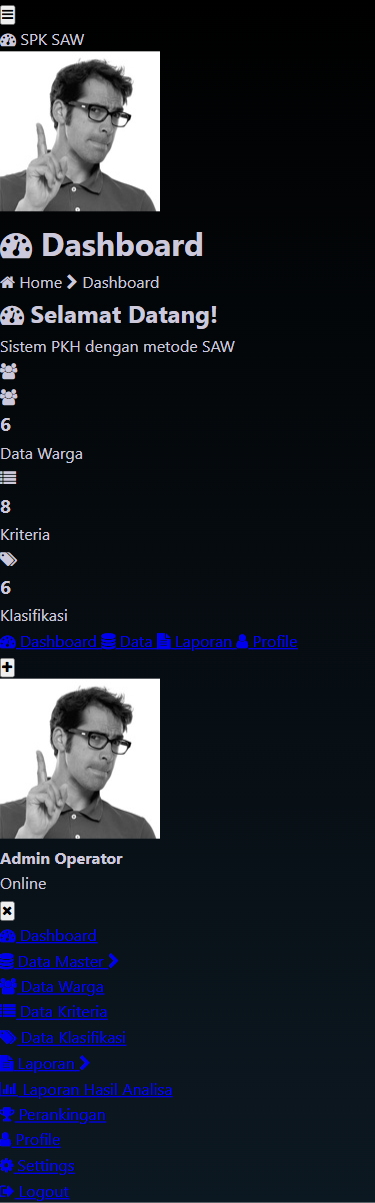 SPK SAW
Dashboard
Home Dashboard
Selamat Datang!
Sistem PKH dengan metode SAW
6
Data Warga
8
Kriteria
6
Klasifikasi
Dashboard Data Laporan Profile
Admin Operator
Online
Dashboard
Data Master
Data Warga
Data Kriteria
Data Klasifikasi
Laporan
Laporan Hasil Analisa
Perankingan
Profile
Settings
Logout